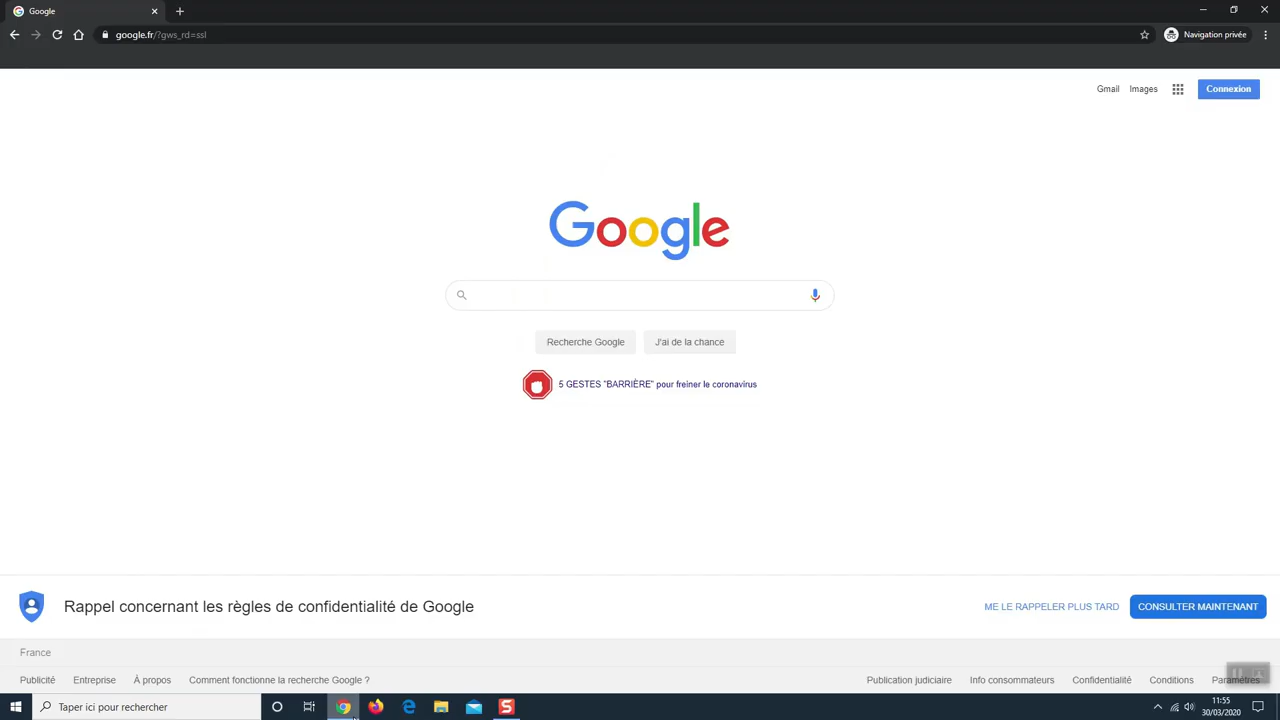 Google
google.fr/?gws_rd=ssl
Navigation privée
Gmail Images
Connexion
Google
Recherche Google
J'ai de la chance
5 GESTES "BARRIÈRE" pour freiner le coronavirus
Rappel concernant les règles de confidentialité de Google
ME LE RAPPELER PLUS TARD
CONSULTER MAINTENANT
France
Publicité Entreprise À propos Comment fonctionne la recherche Google ?
Publication judiciaire Info consommateurs Confidentialité Conditions Paramètres
Taper ici pour rechercher
11:55
30/03/2020